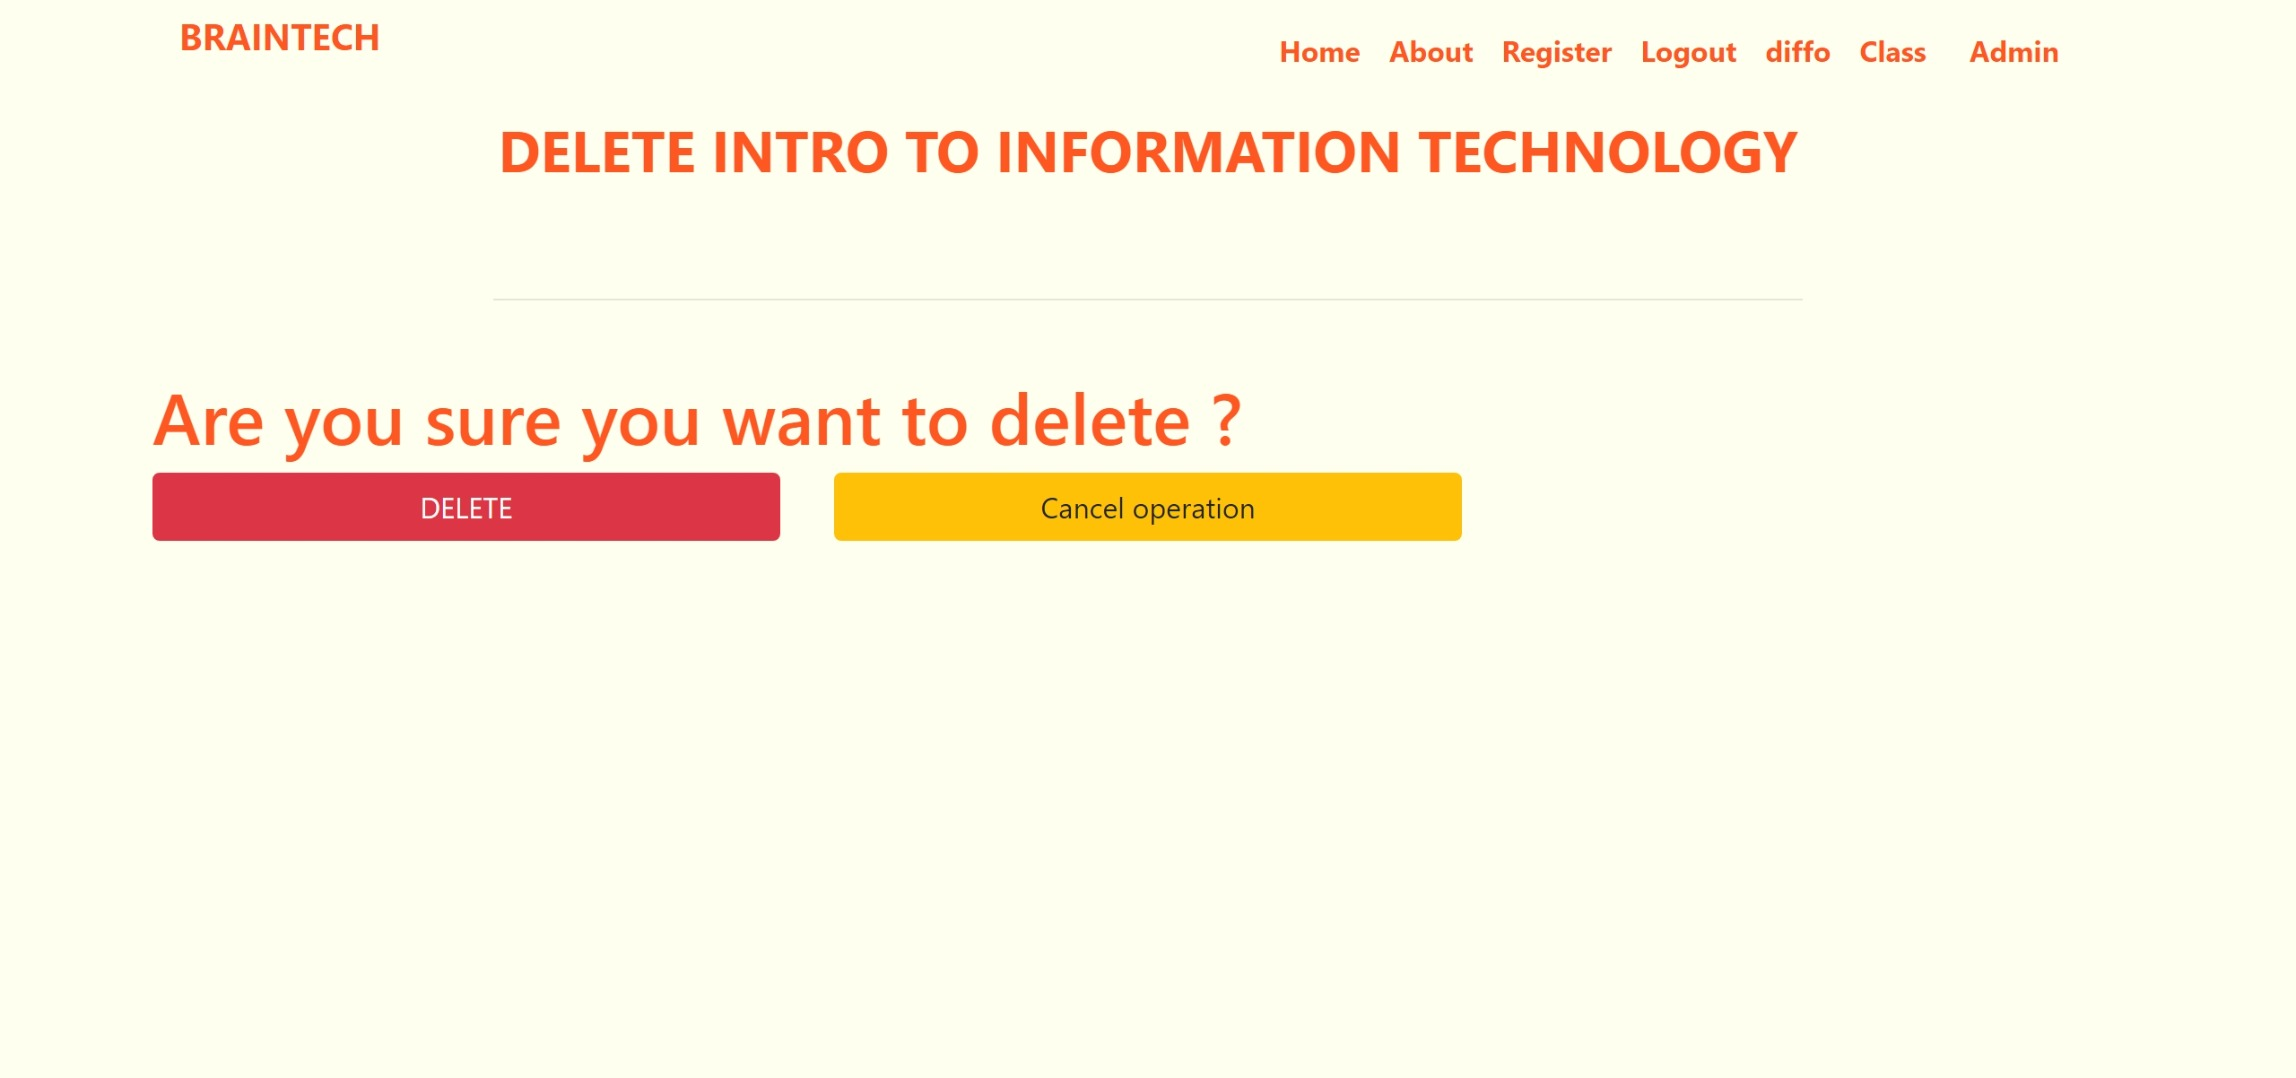 BRAINTECH
Home About Register Logout diffo Class Admin
DELETE INTRO TO INFORMATION TECHNOLOGY
Are you sure you want to delete ?
DELETE Cancel operation